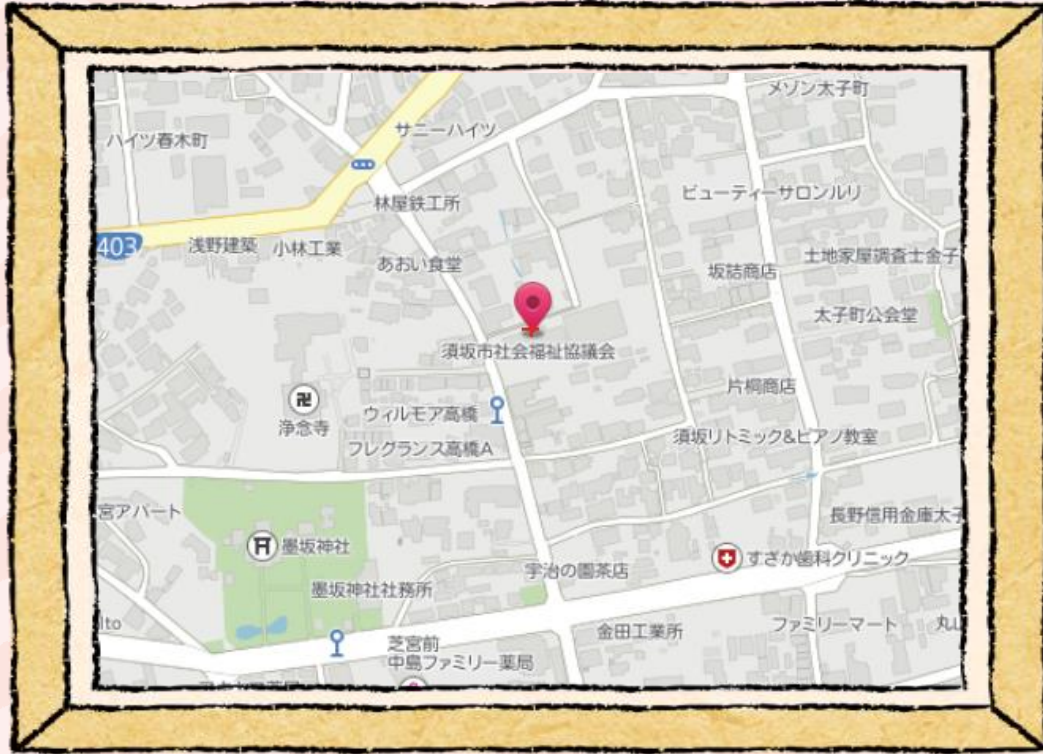 メゾン太子町
サニーハイツ
ハイツ春木町
ビューティーサロンルリ
林屋鉄工所
403
浅野建築
小林工業
あおい食堂
土地家屋調査士金子
坂詰商店
太子町公会堂
須坂市社会福祉協議会
片桐商店
ウィルモア高橋
浄念寺
須坂リトミック&ピアノ教室
フレグランス高橋A
宮アパート
長野信用金庫太子
墨坂神社
すざか歯科クリニック
宇治の園茶店
墨坂神社社務所
lto
金田工業所
ファミリーマート
丸山
芝宮前
中島ファミリー薬局